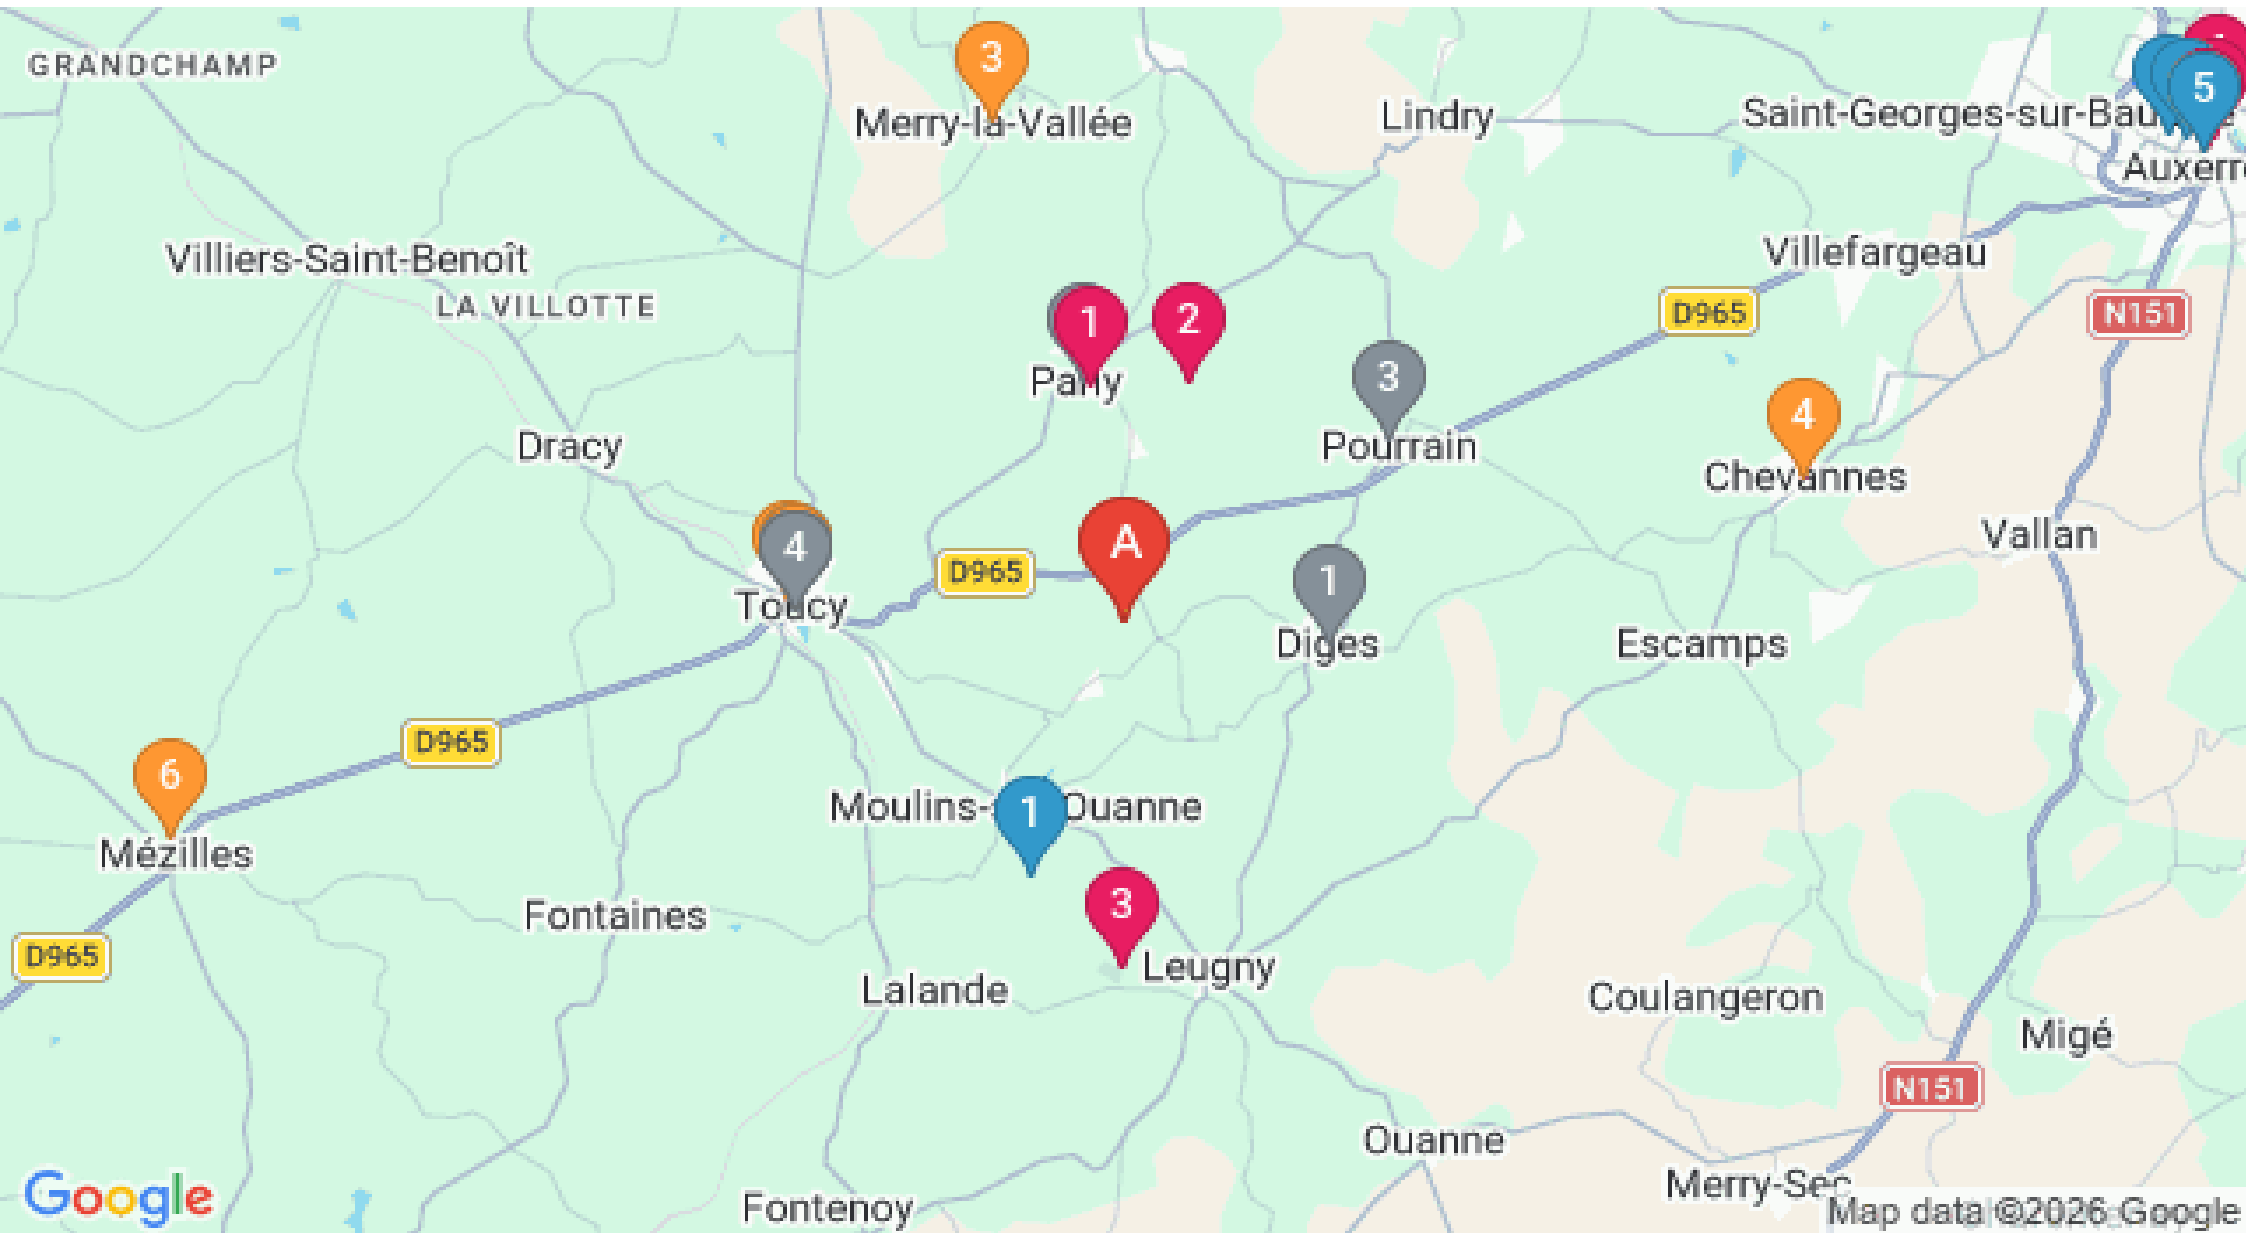 GRANDCHAMP
3
Merry-la-Vallée
Lindry
Saint-Georges-sur-Bau
5
Auxerre
Villiers-Saint-Benoît
LA VILLOTTE
Villefargeau
D965
N151
1
2
Parly
3
Pourrain
4
Chevannes
Dracy
Vallan
4
Toucy
D965
A
1
Diges
Escamps
D965
6
Mézilles
Moulins-
1
Ouanne
3
Leugny
Fontaines
D965
Lalande
Coulangeron
Migé
N151
Ouanne
Merry-Sec
Fontenoy
Google
Map data ©2026 Google